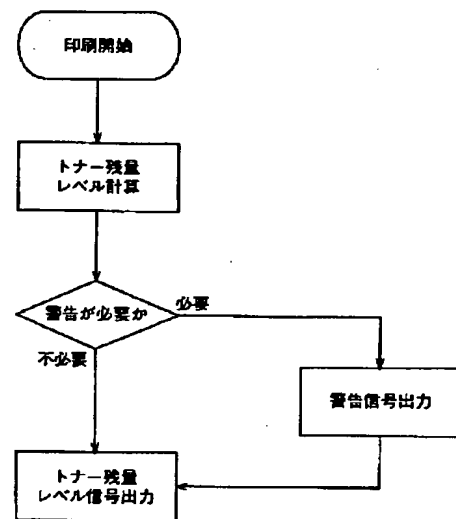 印刷開始
トナー残量
レベル計算
警告が必要か
必要
不必要
警告信号出力
トナー残量
レベル信号出力